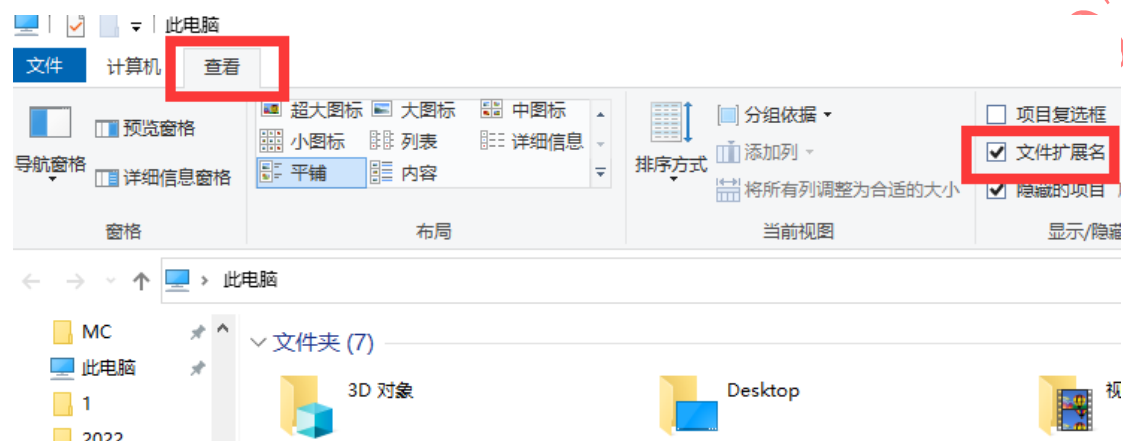 此电脑
文件 计算机 查看
超大图标 大图标 中图标 分组依据 项目复选框
预览窗格 小图标 列表 详细信息 添加列 文件扩展名
导航窗格 详细信息窗格 平铺 内容 排序方式 将所有列调整为合适的大小 隐藏的项目
窗格 布局 当前视图 显示/隐藏
此电脑
MC
文件夹 (7)
此电脑
3D 对象 Desktop 视
1
2022